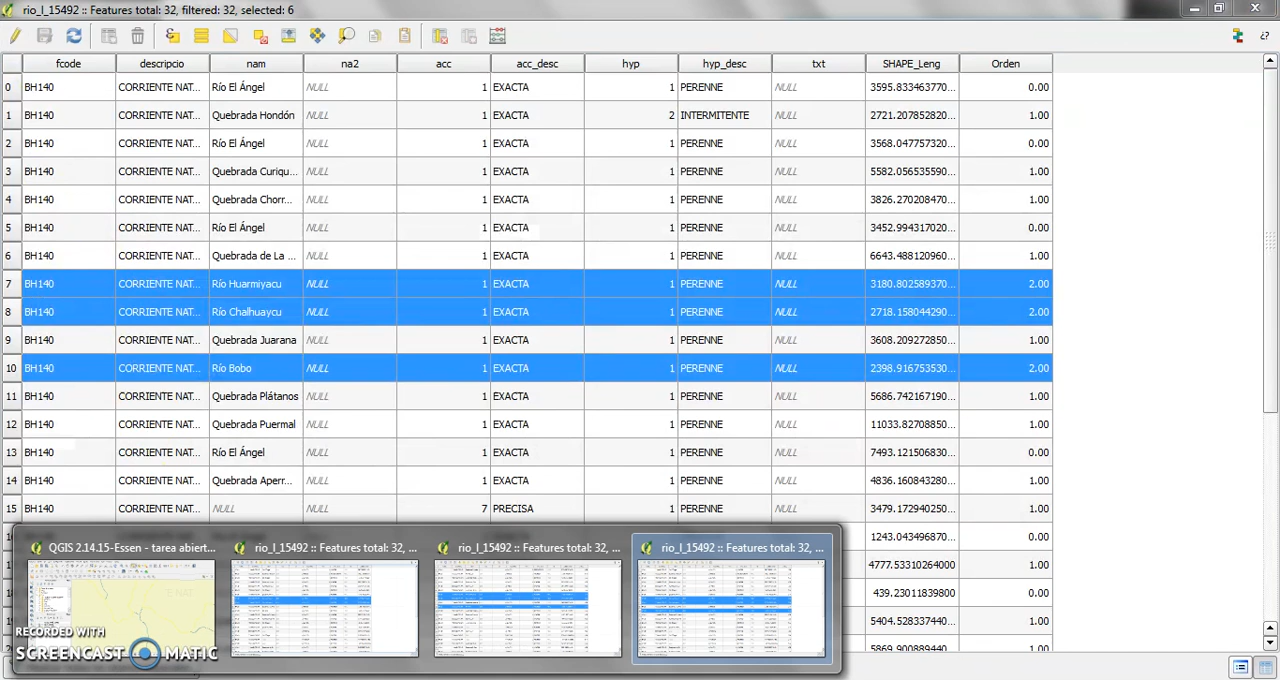 rio_l_15492 :: Features total: 32, filtered: 32, selected: 6
fcode descripcio nam na2 acc acc_desc hyp hyp_desc txt SHAPE_Leng Orden
0 BH140 CORRIENTE NAT... Río El Ángel NULL 1 EXACTA 1 PERENNE NULL 3595.833463770... 0.00
1 BH140 CORRIENTE NAT... Quebrada Hondón NULL 1 EXACTA 2 INTERMITENTE NULL 2721.207852820... 1.00
2 BH140 CORRIENTE NAT... Río El Ángel NULL 1 EXACTA 1 PERENNE NULL 3568.047757320... 0.00
3 BH140 CORRIENTE NAT... Quebrada Curiqu... NULL 1 EXACTA 1 PERENNE NULL 5582.056535590... 1.00
4 BH140 CORRIENTE NAT... Quebrada Chorr... NULL 1 EXACTA 1 PERENNE NULL 3826.270208470... 1.00
5 BH140 CORRIENTE NAT... Río El Ángel NULL 1 EXACTA 1 PERENNE NULL 3452.994317020... 0.00
6 BH140 CORRIENTE NAT... Quebrada de La ... NULL 1 EXACTA 1 PERENNE NULL 6643.488120960... 1.00
7 BH140 CORRIENTE NAT... Río Huarmiyacu NULL 1 EXACTA 1 PERENNE NULL 3180.802589370... 2.00
8 BH140 CORRIENTE NAT... Río Chalhuaycu NULL 1 EXACTA 1 PERENNE NULL 2718.158044290... 2.00
9 BH140 CORRIENTE NAT... Quebrada Juarana NULL 1 EXACTA 1 PERENNE NULL 3608.209272850... 1.00
10 BH140 CORRIENTE NAT... Río Bobo NULL 1 EXACTA 1 PERENNE NULL 2398.916753530... 2.00
11 BH140 CORRIENTE NAT... Quebrada Plátanos NULL 1 EXACTA 1 PERENNE NULL 5686.742167190... 1.00
12 BH140 CORRIENTE NAT... Quebrada Puermal NULL 1 EXACTA 1 PERENNE NULL 11033.82708850... 1.00
13 BH140 CORRIENTE NAT... Río El Ángel NULL 1 EXACTA 1 PERENNE NULL 7493.121506830... 0.00
14 BH140 CORRIENTE NAT... Quebrada Aperr... NULL 1 EXACTA 1 PERENNE NULL 4836.160843280... 1.00
15 BH140 CORRIENTE NAT... NULL 7 PRECISA 1 PERENNE NULL 3479.172940250... 1.00
1243.043496870... 1.00
4777.53310264000 1.00
439.23011839800 0.00
5404.528337440... 1.00
5869.900889440... 1.00
QGIS 2.14.15-Essen - tarea abiert... rio_l_15492 :: Features total: 32, ... rio_l_15492 :: Features total: 32, ... rio_l_15492 :: Features total: 32, ...
RECORDED WITH
SCREENCAST MATIC